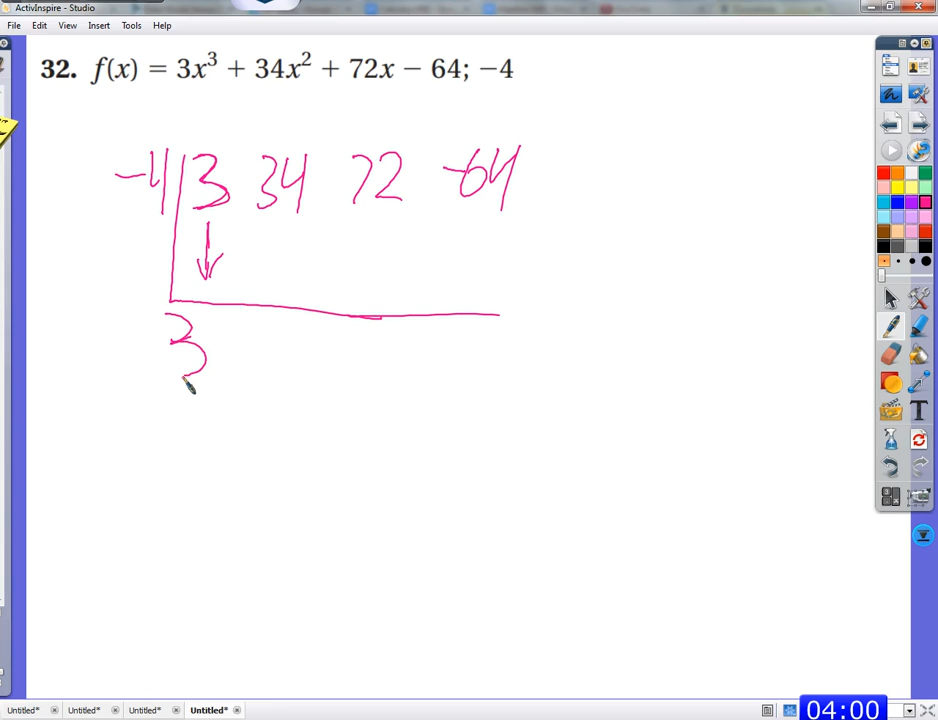 ActivInspire - Studio
File Edit View Insert Tools Help
32. f(x) = 3x³ + 34x² + 72x − 64; −4
-4 3 34 72 -64
3
Untitled* Untitled* Untitled* Untitled*
04:00